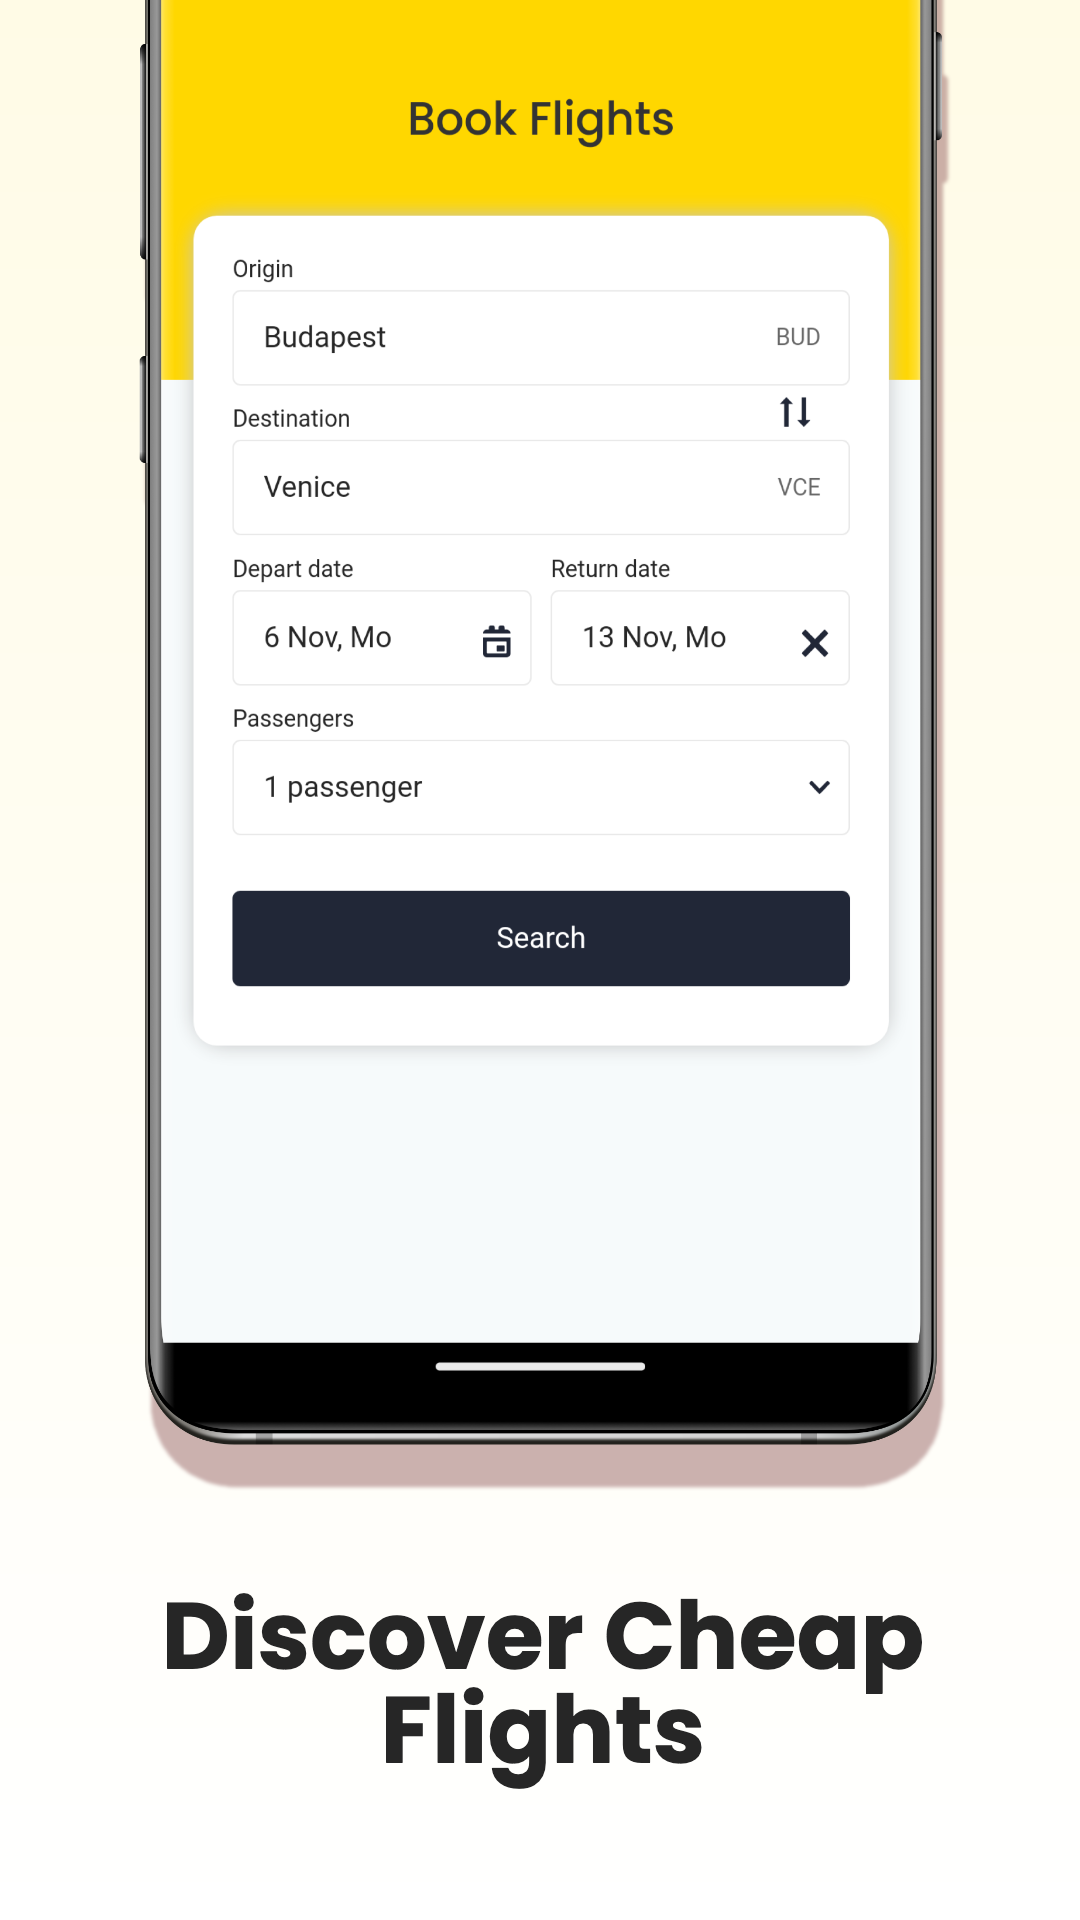 Book Flights
Origin
Budapest BUD
Destination
Venice VCE
Depart date Return date
6 Nov, Mo 13 Nov, Mo
Passengers
1 passenger
Search
Discover Cheap
Flights